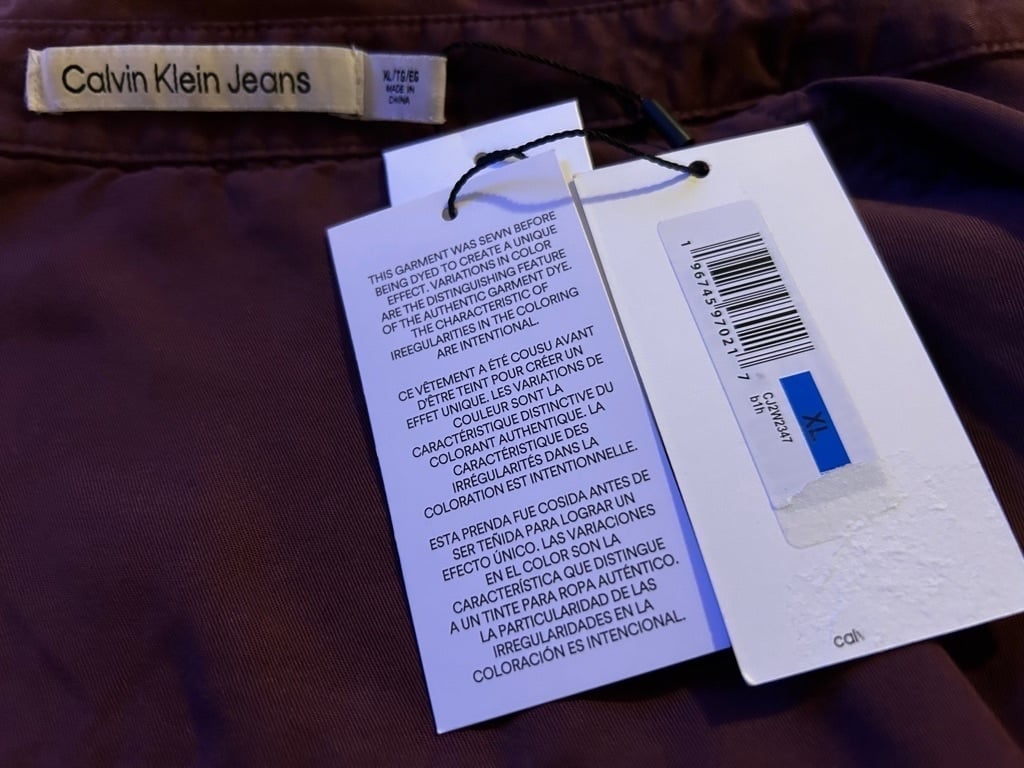 Calvin Klein Jeans
XL/TG/EG
MADE IN
CHINA
THIS GARMENT WAS SEWN BEFORE
BEING DYED TO CREATE A UNIQUE
EFFECT. VARIATIONS IN COLOR
ARE THE DISTINGUISHING FEATURE
OF THE AUTHENTIC GARMENT DYE.
THE CHARACTERISTIC OF
IREEGULARITIES IN THE COLORING
ARE INTENTIONAL.
CE VÊTEMENT A ÉTÉ COUSU AVANT
D'ÊTRE TEINT POUR CRÉER UN
EFFET UNIQUE. LES VARIATIONS DE
COULEUR SONT LA
CARACTÉRISTIQUE DISTINCTIVE DU
COLORANT AUTHENTIQUE. LA
CARACTÉRISTIQUE DES
IRRÉGULARITÉS DANS LA
COLORATION EST INTENTIONNELLE.
ESTA PRENDA FUE COSIDA ANTES DE
SER TEÑIDA PARA LOGRAR UN
EFECTO ÚNICO. LAS VARIACIONES
EN EL COLOR SON LA
CARACTERÍSTICA QUE DISTINGUE
A UN TINTE PARA ROPA AUTÉNTICO.
LA PARTICULARIDAD DE LAS
IRREGULARIDADES EN LA
COLORACIÓN ES INTENCIONAL.
1 96745 97021 7
CJ2W2347
b1h
XL